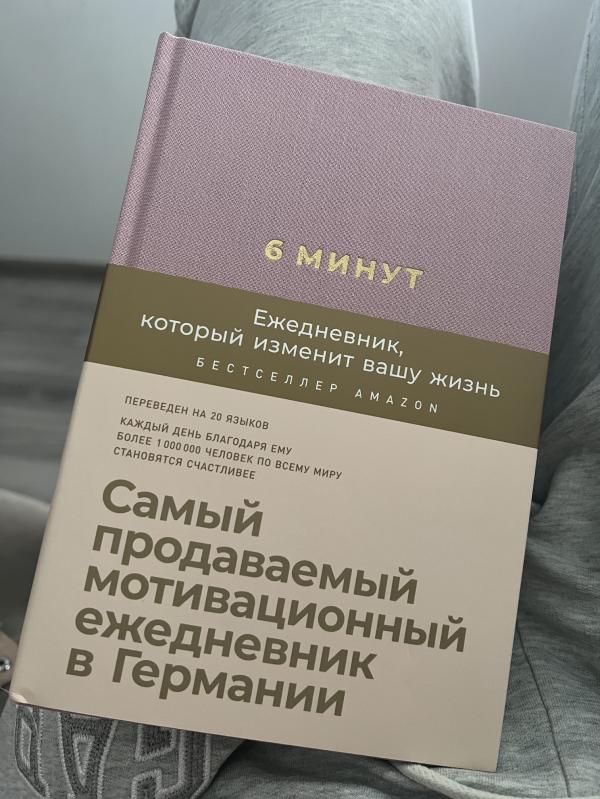 6 МИНУТ
Ежедневник,
который изменит вашу жизнь
БЕСТСЕЛЛЕР AMAZON
ПЕРЕВЕДЕН НА 20 ЯЗЫКОВ
КАЖДЫЙ ДЕНЬ БЛАГОДАРЯ ЕМУ
БОЛЕЕ 1 000 000 ЧЕЛОВЕК ПО ВСЕМУ МИРУ
СТАНОВЯТСЯ СЧАСТЛИВЕЕ
Самый
продаваемый
мотивационный
ежедневник
в Германии